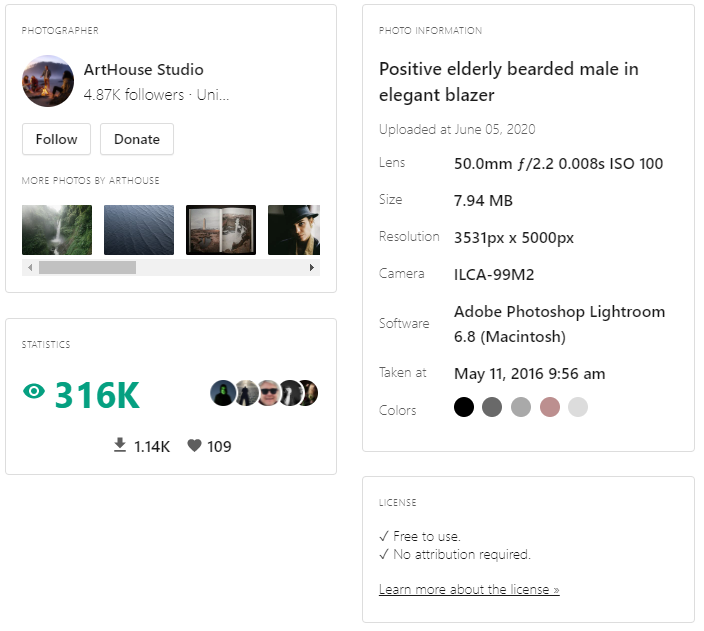 PHOTOGRAPHER
ArtHouse Studio
4.87K followers · Uni...
Follow
Donate
MORE PHOTOS BY ARTHOUSE
STATISTICS
316K
1.14K
109
PHOTO INFORMATION
Positive elderly bearded male in
elegant blazer
Uploaded at June 05, 2020
Lens 50.0mm ƒ/2.2 0.008s ISO 100
Size 7.94 MB
Resolution 3531px x 5000px
Camera ILCA-99M2
Software Adobe Photoshop Lightroom
6.8 (Macintosh)
Taken at May 11, 2016 9:56 am
Colors
LICENSE
✓ Free to use.
✓ No attribution required.
Learn more about the license »